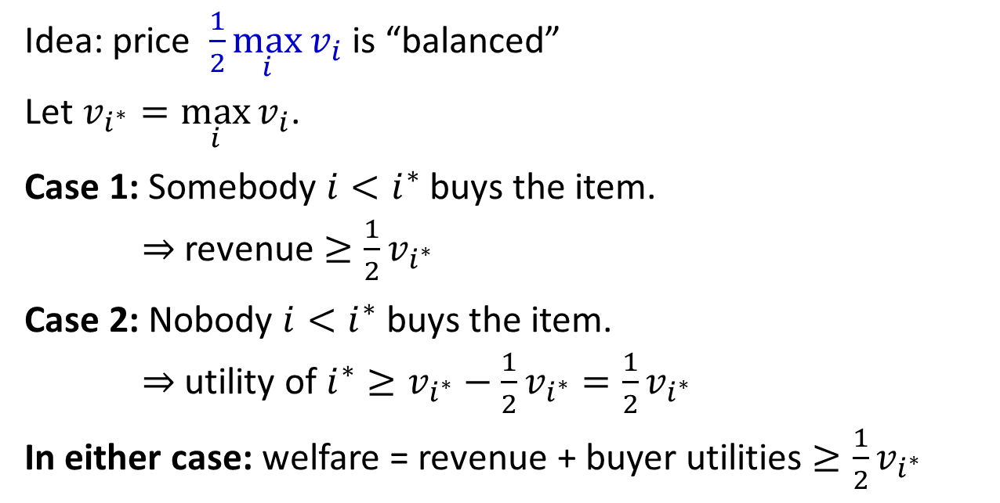 Idea: price $\frac{1}{2} \max_i v_i$ is “balanced”
Let $v_{i^*} = \max_i v_i$.
Case 1: Somebody $i < i^*$ buys the item.
⇒ revenue $\geq \frac{1}{2} v_{i^*}$
Case 2: Nobody $i < i^*$ buys the item.
⇒ utility of $i^* \geq v_{i^*} - \frac{1}{2} v_{i^*} = \frac{1}{2} v_{i^*}$
In either case: welfare = revenue + buyer utilities $\geq \frac{1}{2} v_{i^*}$